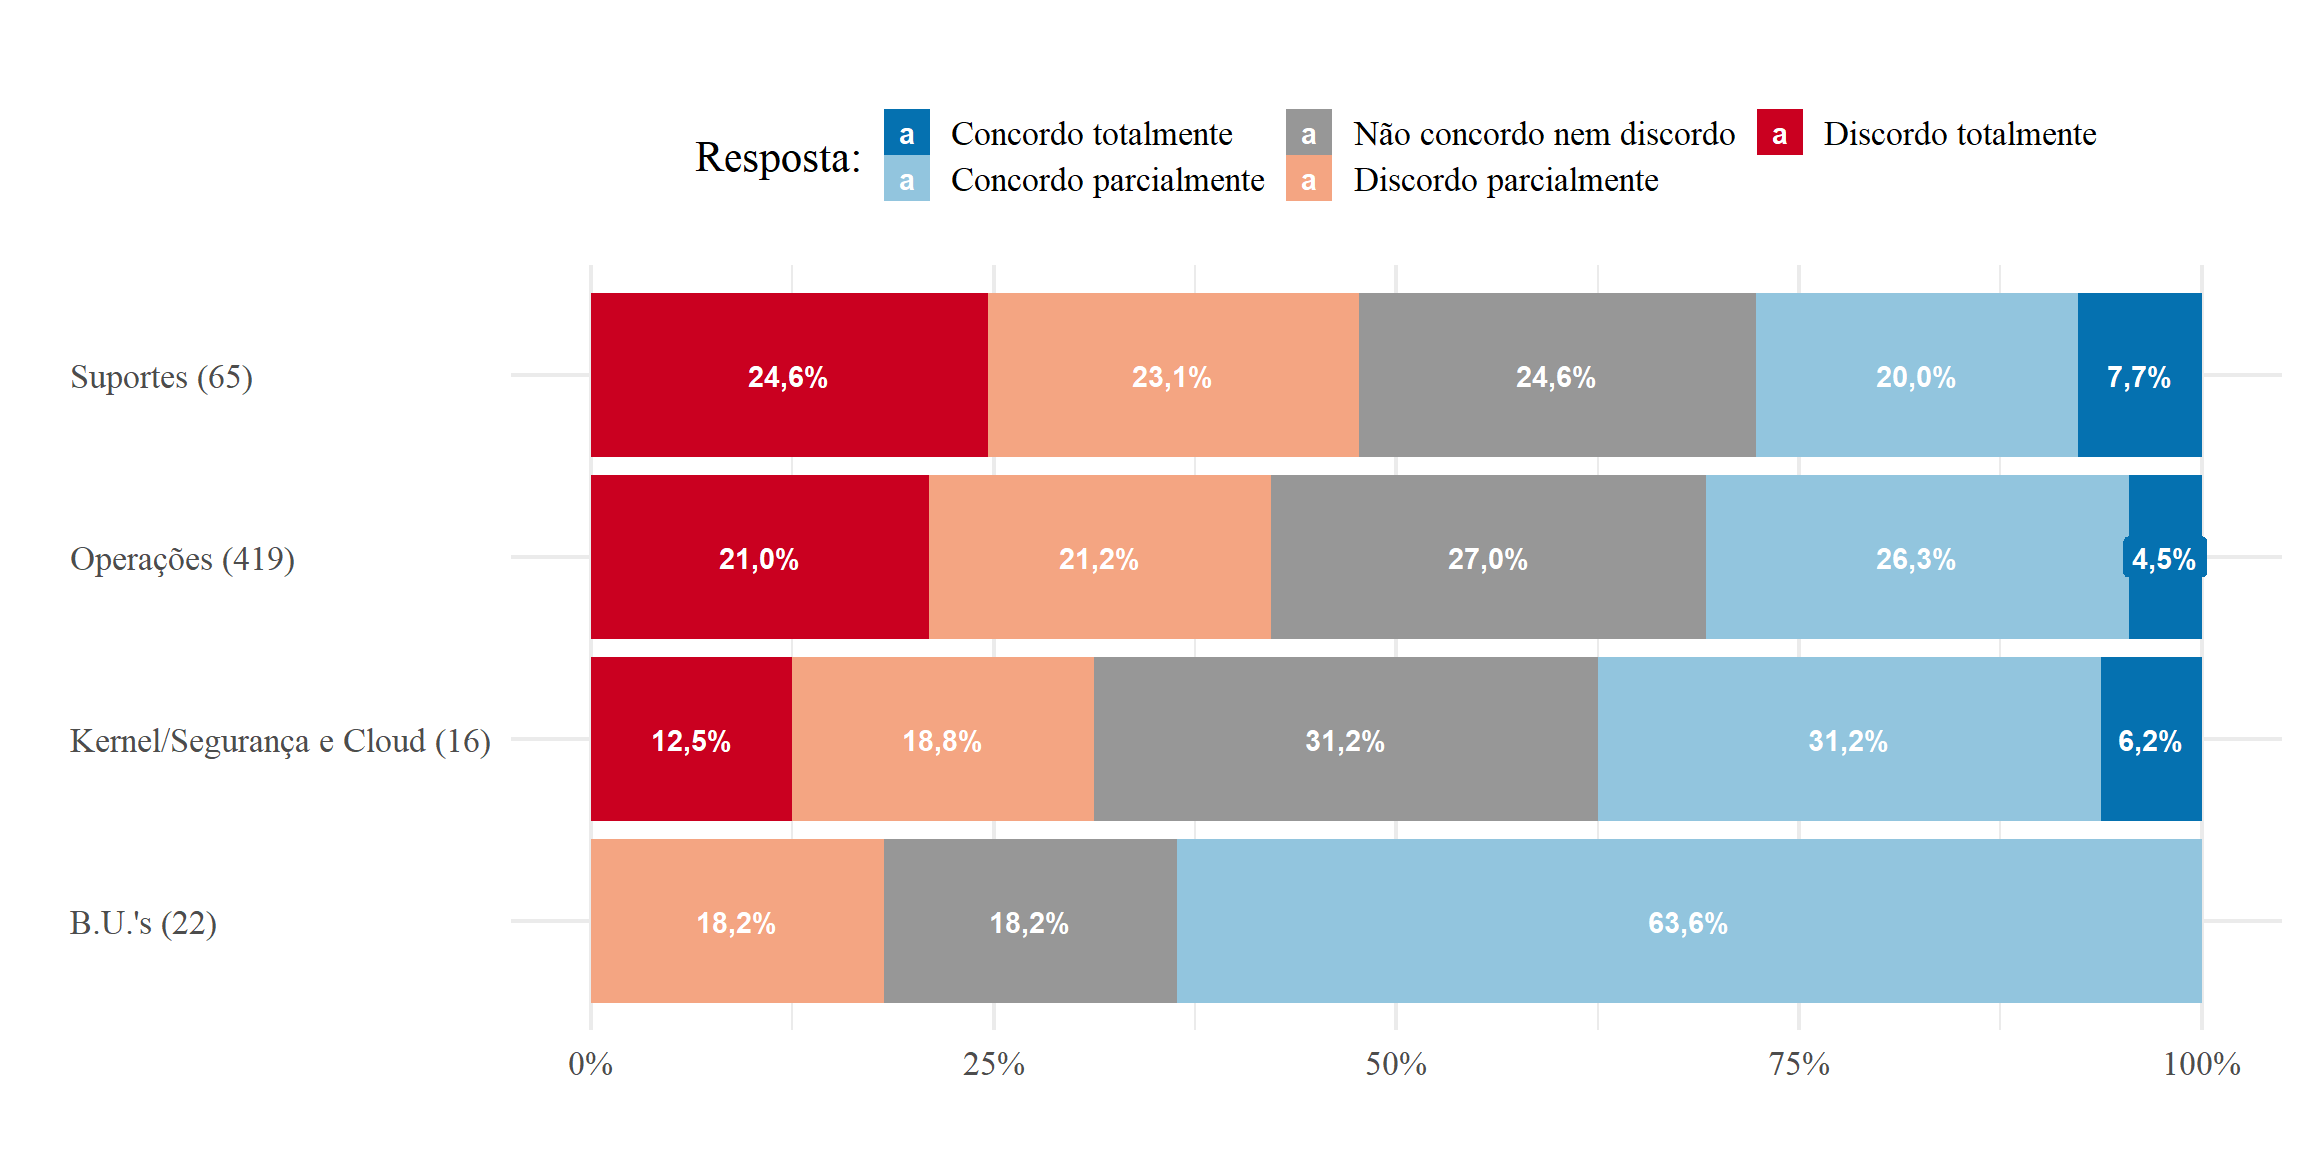 Resposta:
a Concordo totalmente a Não concordo nem discordo a Discordo totalmente
a Concordo parcialmente a Discordo parcialmente
Suportes (65) 24,6% 23,1% 24,6% 20,0% 7,7%
Operações (419) 21,0% 21,2% 27,0% 26,3% 4,5%
Kernel/Segurança e Cloud (16) 12,5% 18,8% 31,2% 31,2% 6,2%
B.U.'s (22) 18,2% 18,2% 63,6%
0% 25% 50% 75% 100%